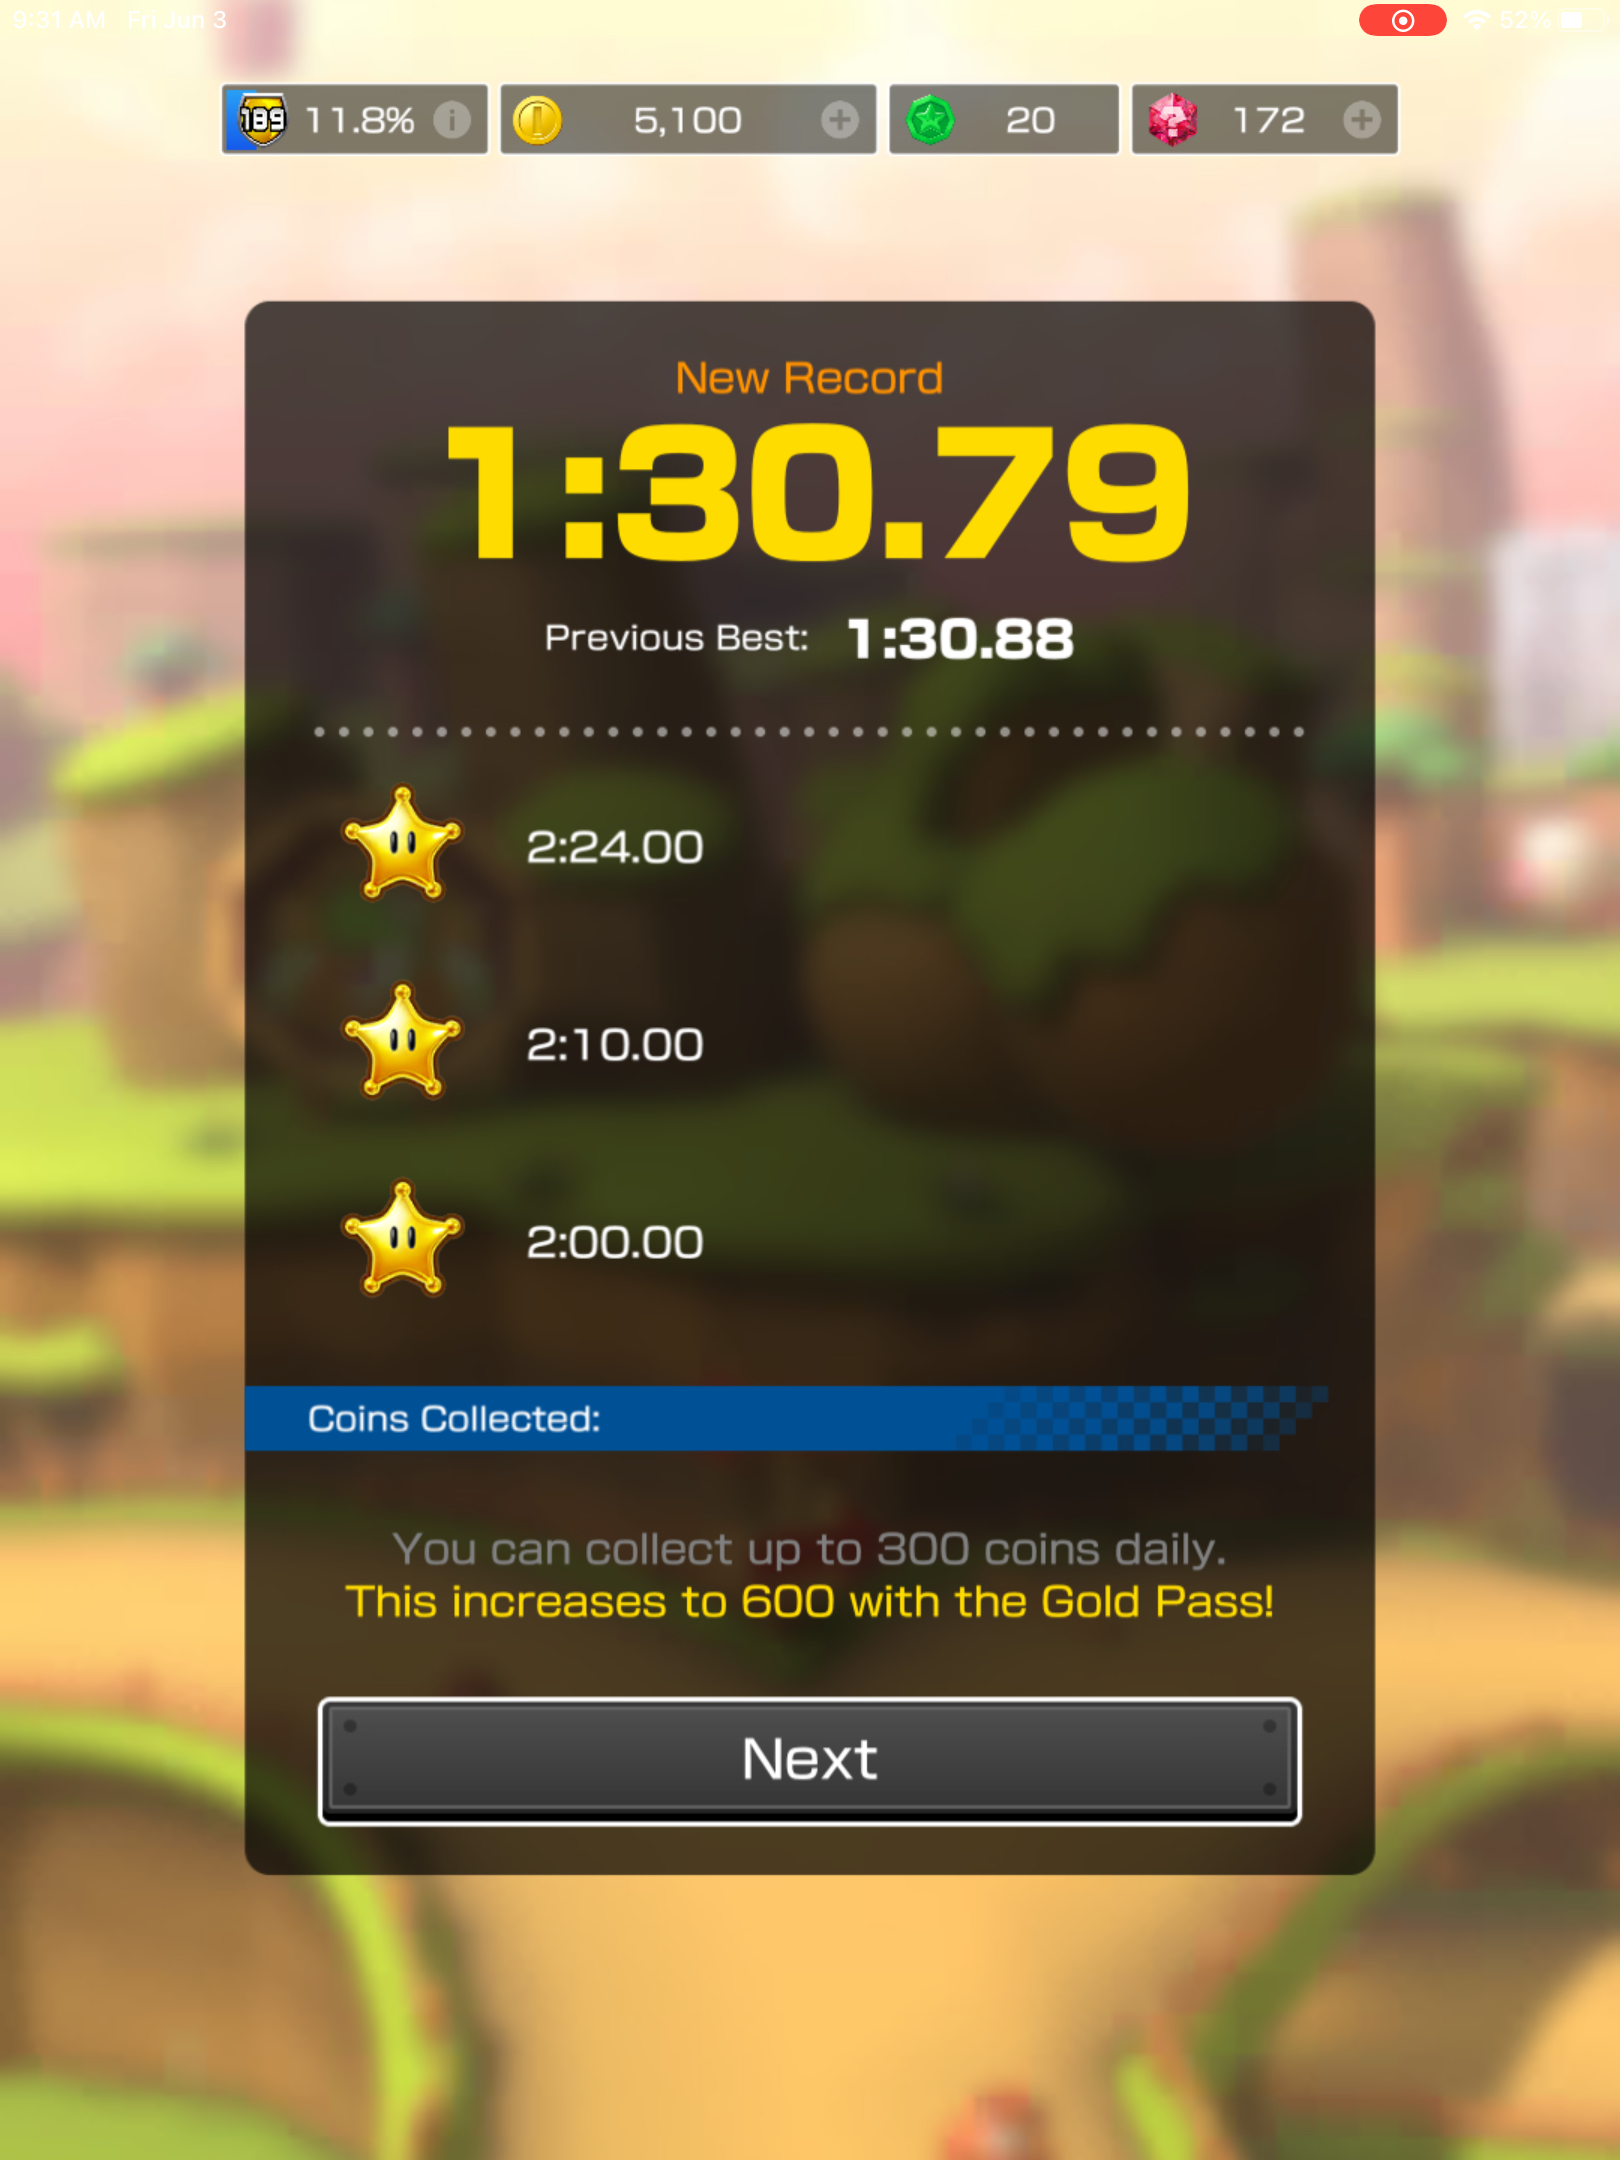 9:31 AM Fri Jun 3
52%
189 11.8% i 5,100 + 20 ? 172 +
New Record
1:30.79
Previous Best: 1:30.88
2:24.00
2:10.00
2:00.00
Coins Collected:
You can collect up to 300 coins daily.
This increases to 600 with the Gold Pass!
Next